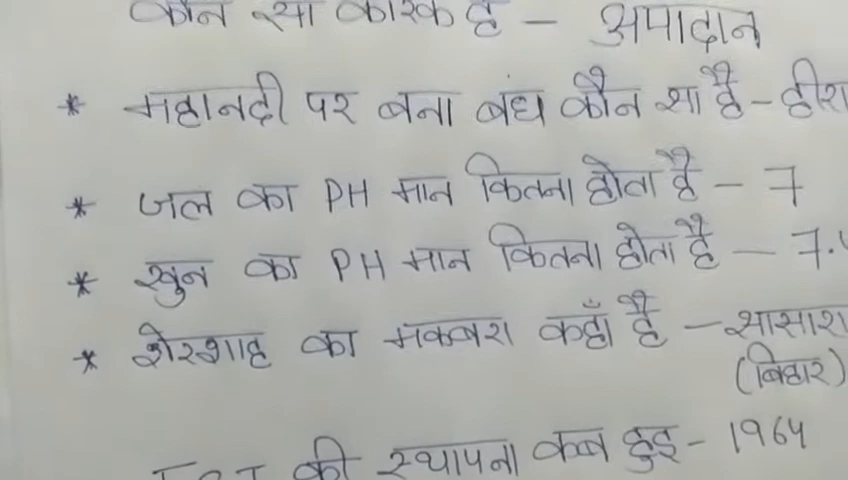 कौन सा कारक है - अपादान
* महानदी पर बना बंध कौन सा है - हीरा
* जल का PH मान कितना होता है - 7
* खुन का PH मान कितना होता है - 7.4
* शेरशाह का मकबरा कहाँ है - सासारा
(बिहार)
की स्थापना कब हुइ - 1964